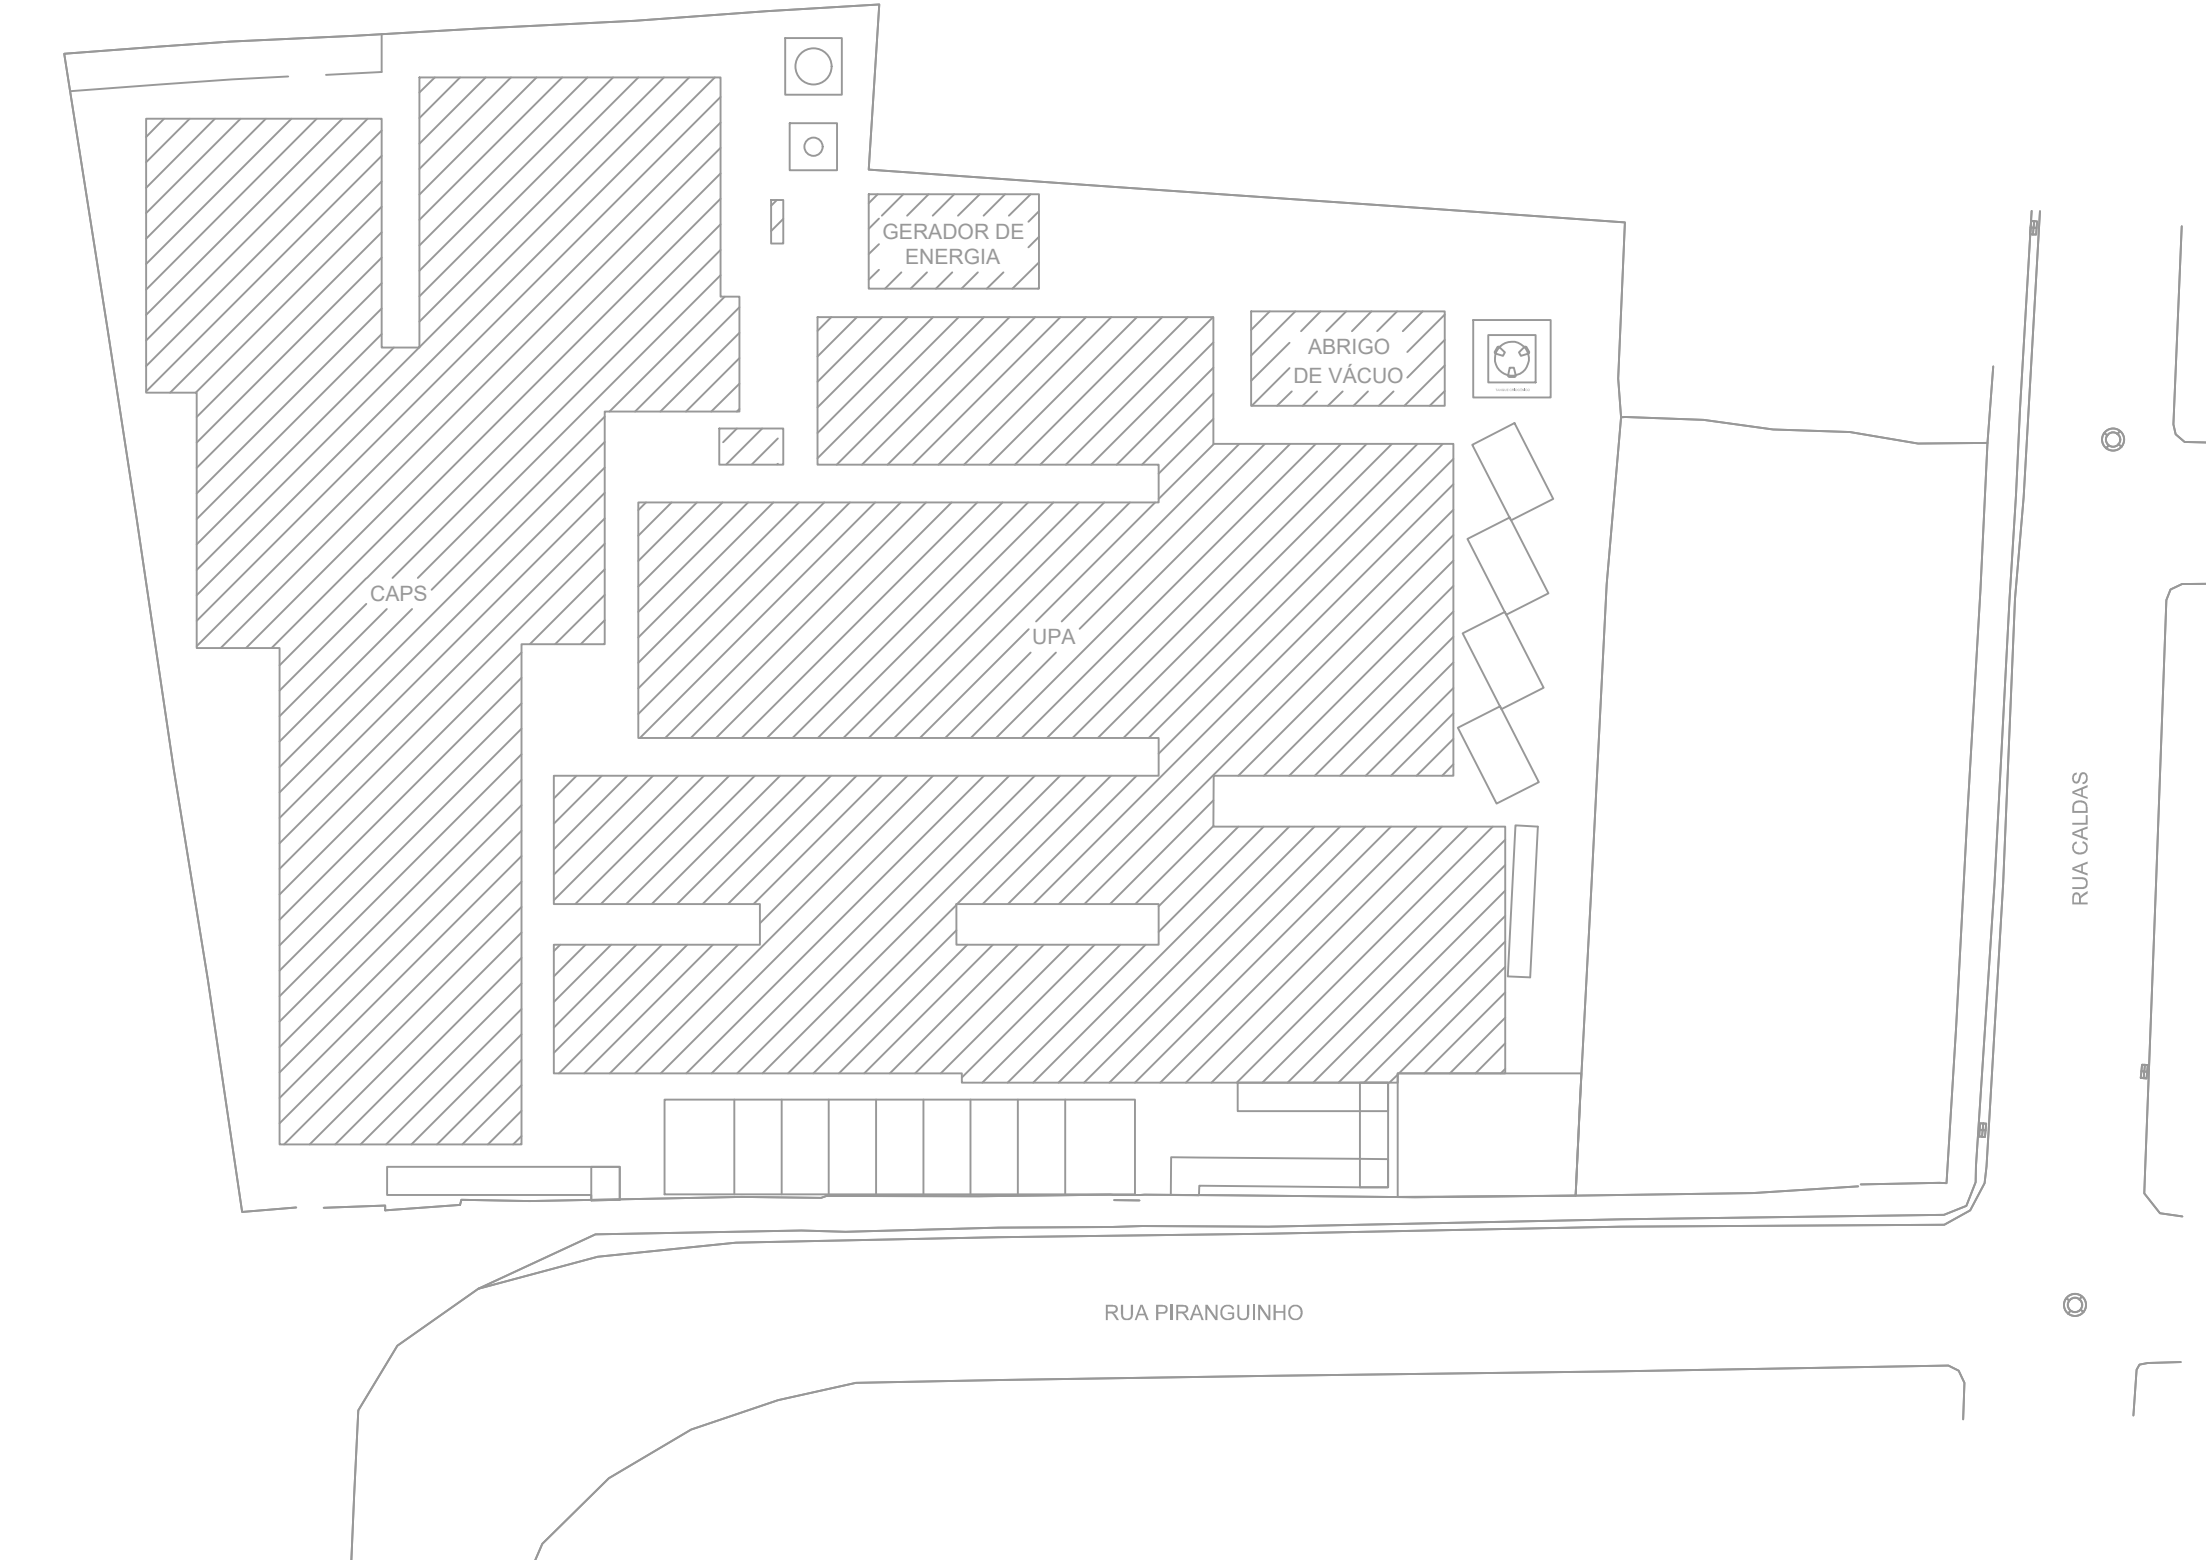 GERADOR DE
ENERGIA
ABRIGO
DE VÁCUO
CAPS
UPA
RUA CALDAS
RUA PIRANGUINHO